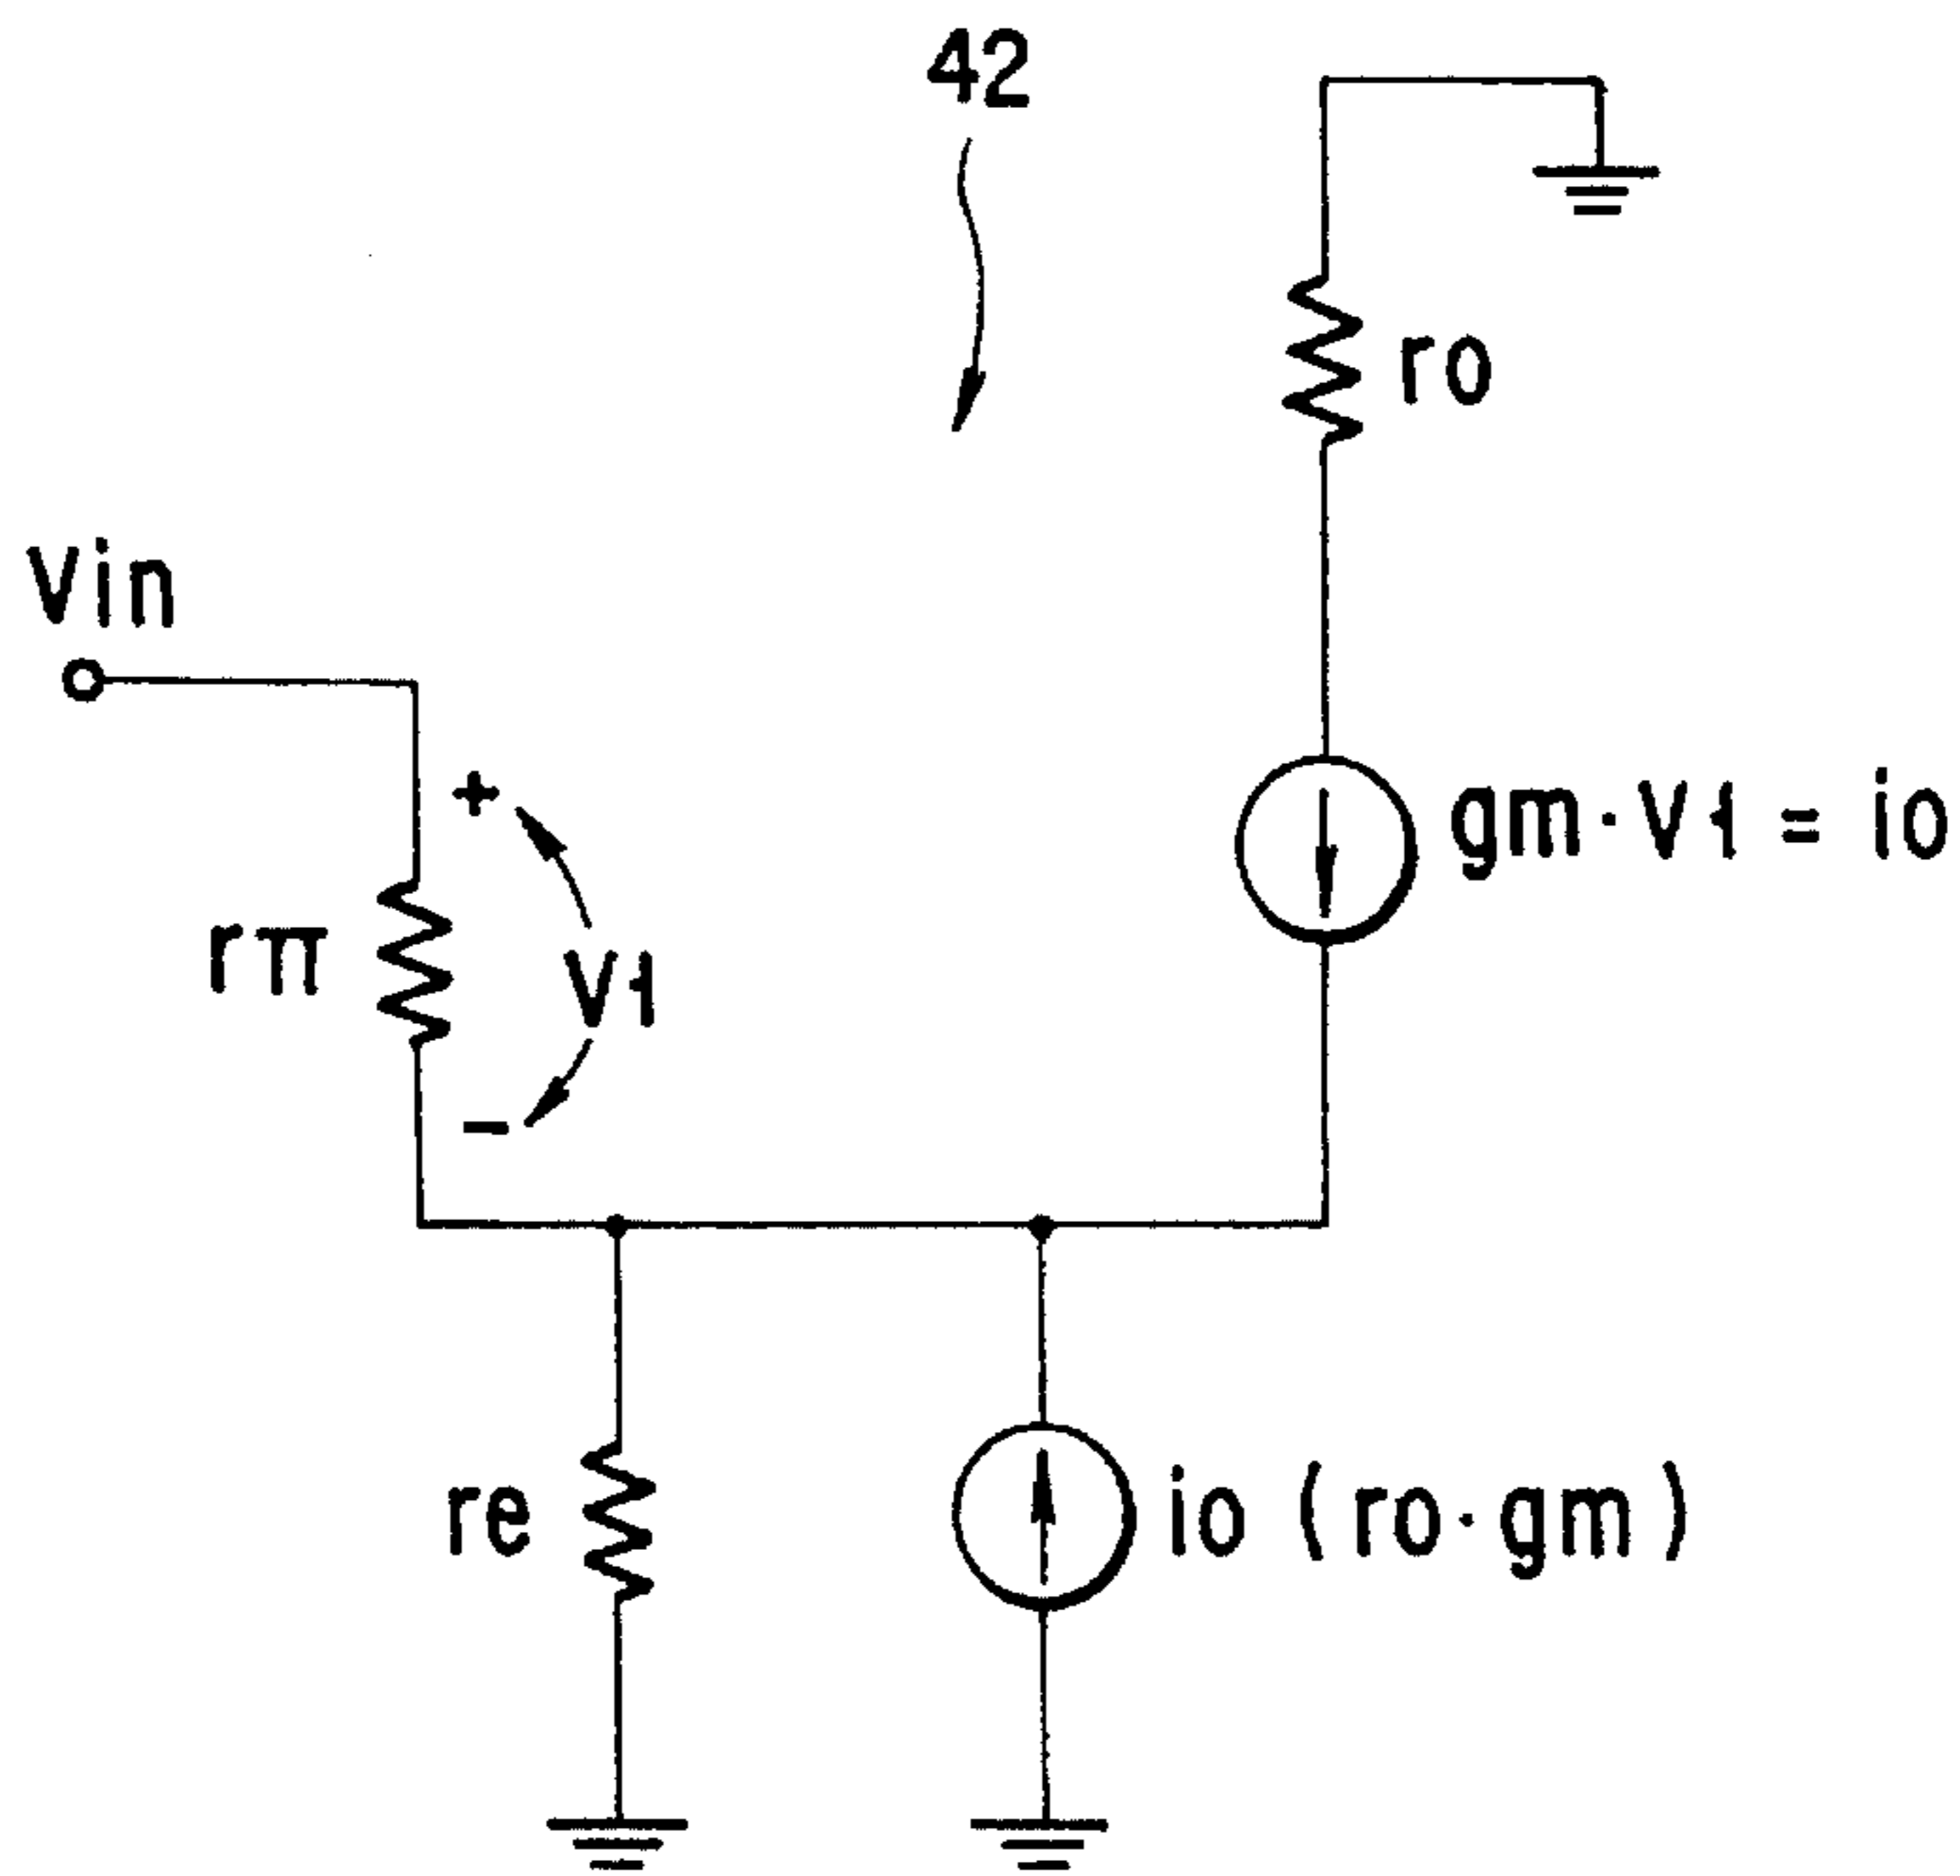 42
ro
vin
gm·v1 = io
+
rπ
v1
-
re
io (ro·gm)